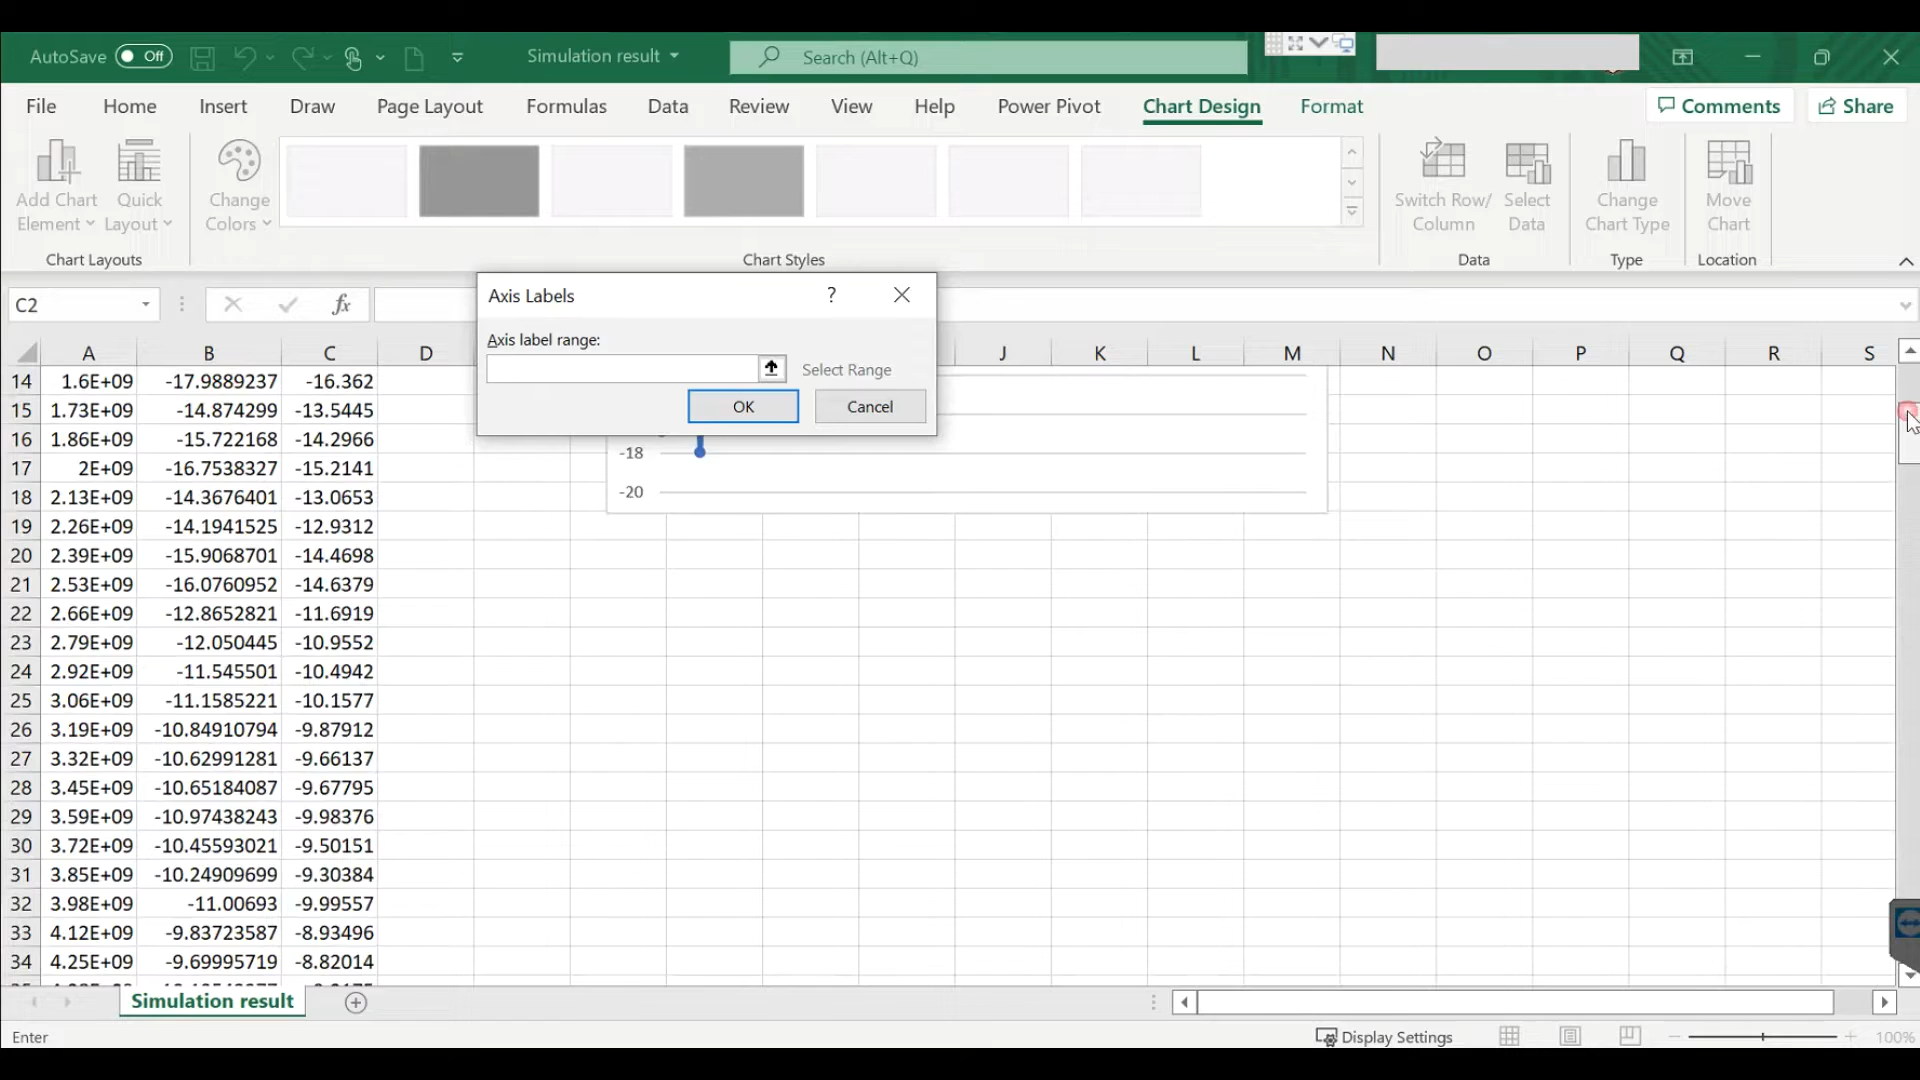 AutoSave Off Simulation result Search (Alt+Q)
File Home Insert Draw Page Layout Formulas Data Review View Help Power Pivot Chart Design Format Comments Share
Add Chart Element Quick Layout Change Colors Switch Row/ Column Select Data Change Chart Type Move Chart
Chart Layouts Chart Styles Data Type Location
C2 fx
Axis Labels ?
Axis label range:
Select Range
OK Cancel
A B C D J K L M N O P Q R S
14 1.6E+09 -17.9889237 -16.362
15 1.73E+09 -14.874299 -13.5445
16 1.86E+09 -15.722168 -14.2966
-18
17 2E+09 -16.7538327 -15.2141
-20
18 2.13E+09 -14.3676401 -13.0653
19 2.26E+09 -14.1941525 -12.9312
20 2.39E+09 -15.9068701 -14.4698
21 2.53E+09 -16.0760952 -14.6379
22 2.66E+09 -12.8652821 -11.6919
23 2.79E+09 -12.050445 -10.9552
24 2.92E+09 -11.545501 -10.4942
25 3.06E+09 -11.1585221 -10.1577
26 3.19E+09 -10.84910794 -9.87912
27 3.32E+09 -10.62991281 -9.66137
28 3.45E+09 -10.65184087 -9.67795
29 3.59E+09 -10.97438243 -9.98376
30 3.72E+09 -10.45593021 -9.50151
31 3.85E+09 -10.24909699 -9.30384
32 3.98E+09 -11.00693 -9.99557
33 4.12E+09 -9.83723587 -8.93496
34 4.25E+09 -9.69995719 -8.82014
Simulation result
Enter Display Settings 100%